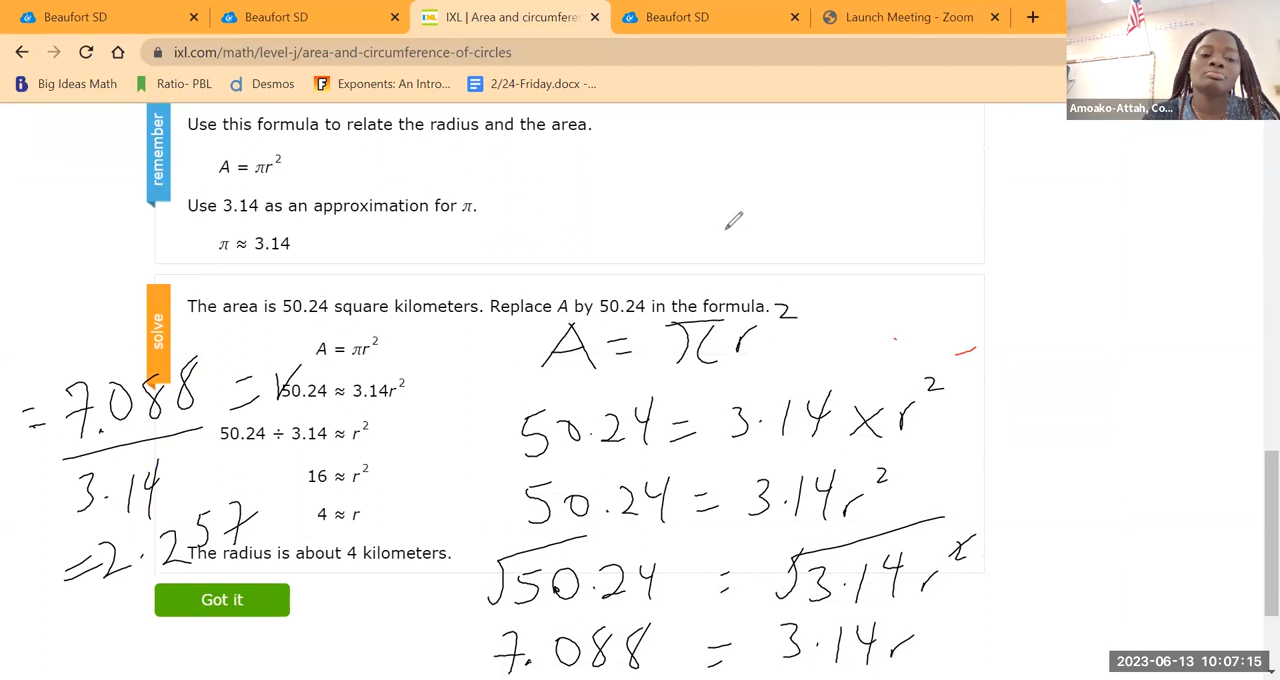 Beaufort SD
Beaufort SD
IXL | Area and circumferen
Beaufort SD
Launch Meeting - Zoom
ixl.com/math/level-j/area-and-circumference-of-circles
Big Ideas Math
Ratio- PBL
Desmos
Exponents: An Intro...
2/24-Friday.docx -...
Amoako-Attah, Co...
remember
Use this formula to relate the radius and the area.
A = πr²
Use 3.14 as an approximation for π.
π ≈ 3.14
solve
The area is 50.24 square kilometers. Replace A by 50.24 in the formula.
A = πr²
50.24 ≈ 3.14r²
50.24 ÷ 3.14 ≈ r²
16 ≈ r²
4 ≈ r
The radius is about 4 kilometers.
Got it
= 7.088 = r
3.14
= 2.257
A = πr²
50.24 = 3.14 x r²
50.24 = 3.14r²
√50.24 = √3.14r²
7.088 = 3.14r
2023-06-13 10:07:15